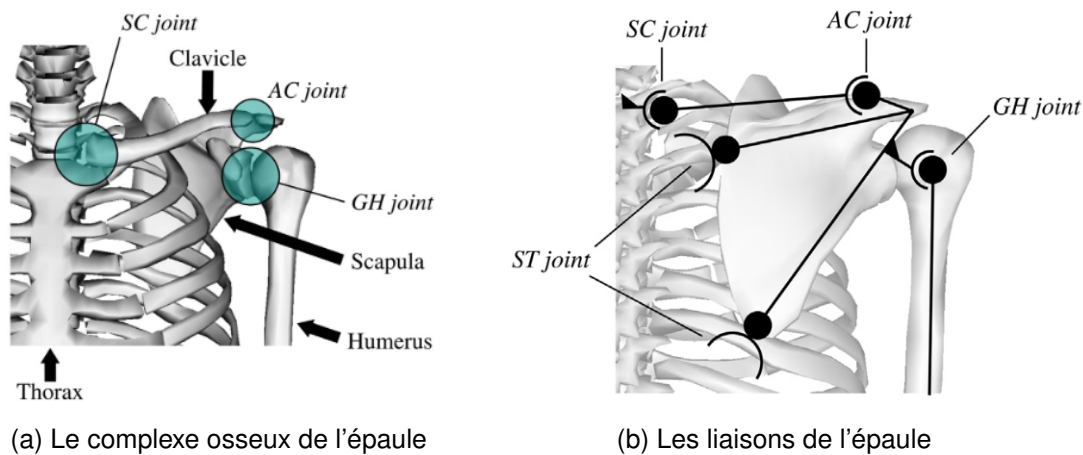 SC joint
Clavicle
AC joint
GH joint
Scapula
Humerus
Thorax
(a) Le complexe osseux de l'épaule
SC joint
AC joint
GH joint
ST joint
(b) Les liaisons de l'épaule